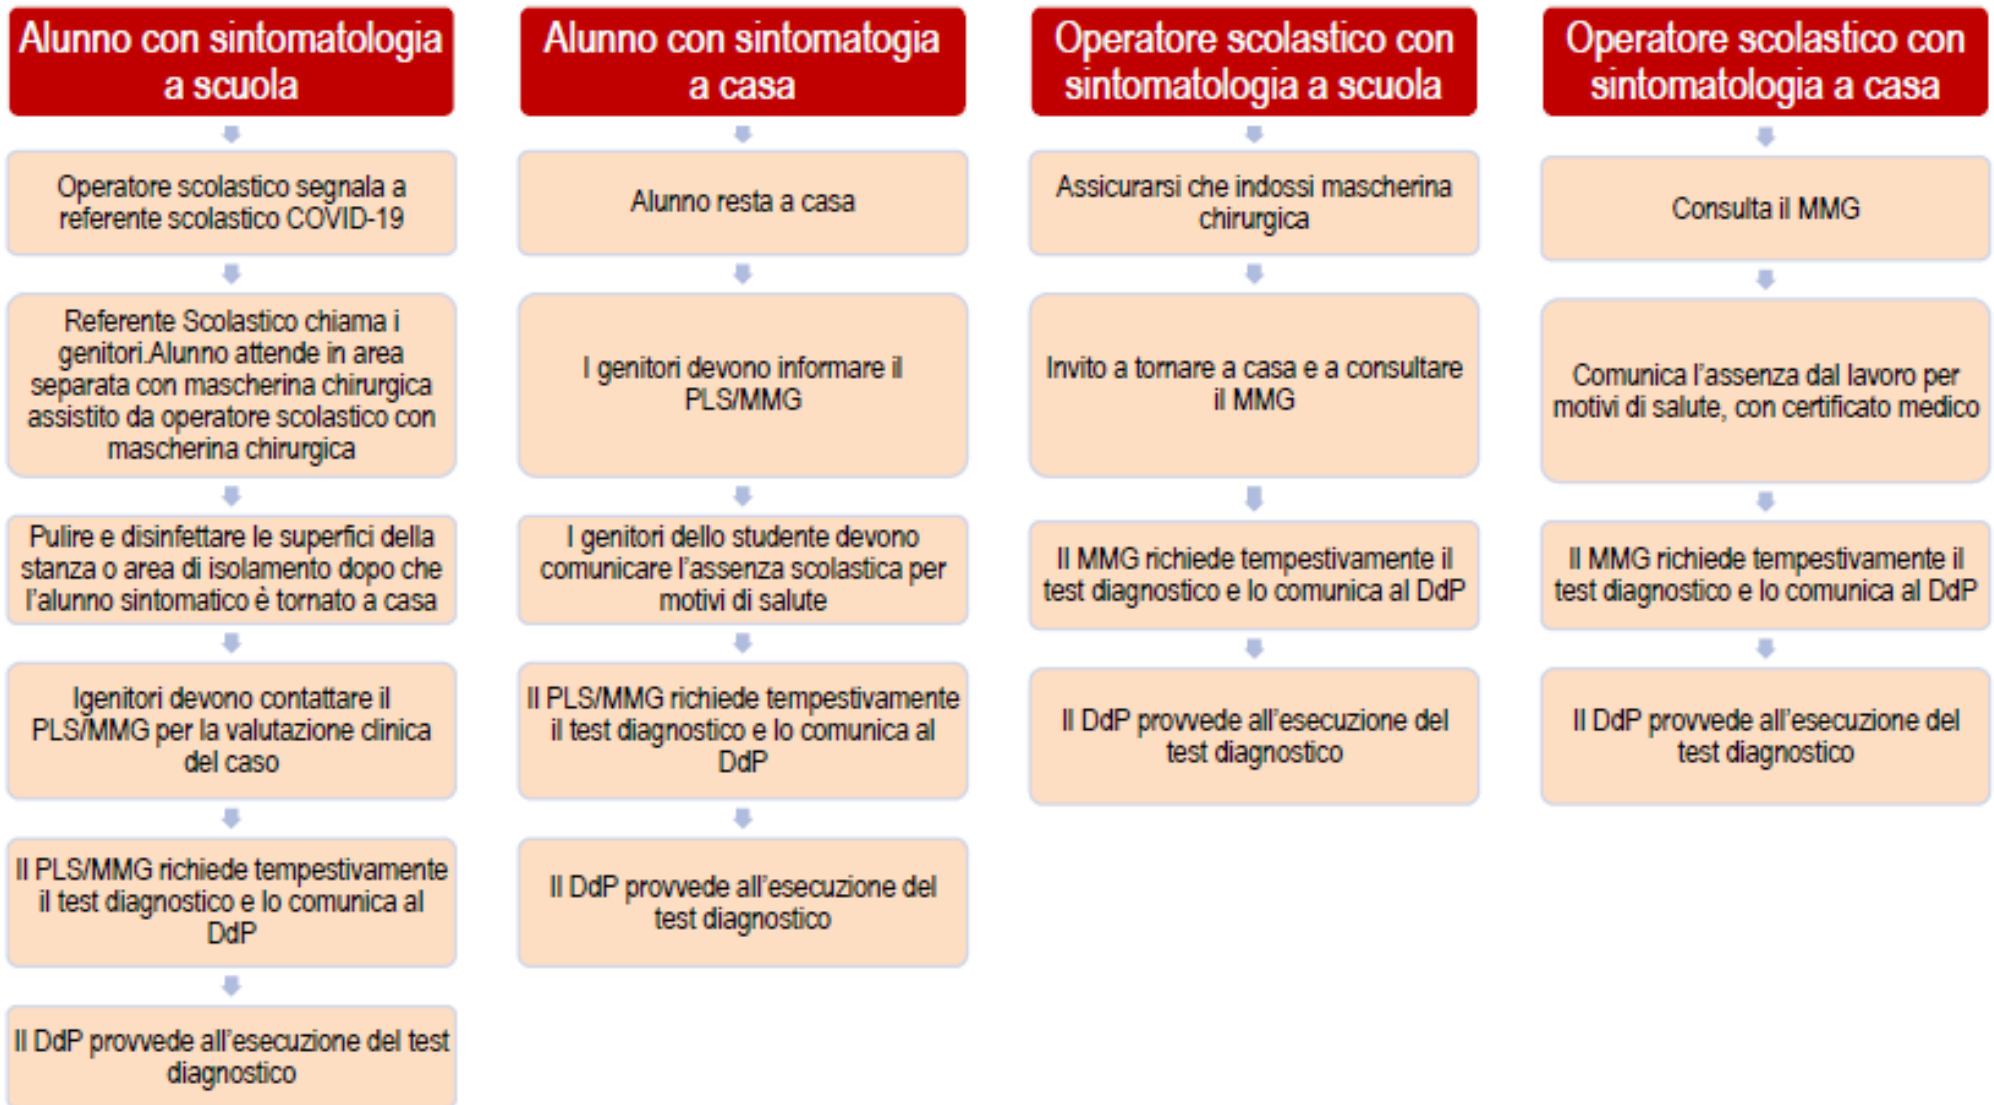 Alunno con sintomatologia
a scuola
Operatore scolastico segnala a
referente scolastico COVID-19
Referente Scolastico chiama i
genitori.Alunno attende in area
separata con mascherina chirurgica
assistito da operatore scolastico con
mascherina chirurgica
Pulire e disinfettare le superfici della
stanza o area di isolamento dopo che
l'alunno sintomatico è tornato a casa
Igenitori devono contattare il
PLS/MMG per la valutazione clinica
del caso
Il PLS/MMG richiede tempestivamente
il test diagnostico e lo comunica al
DdP
Il DdP provvede all'esecuzione del test
diagnostico
Alunno con sintomatogia
a casa
Alunno resta a casa
I genitori devono informare il
PLS/MMG
I genitori dello studente devono
comunicare l'assenza scolastica per
motivi di salute
Il PLS/MMG richiede tempestivamente
il test diagnostico e lo comunica al
DdP
Il DdP provvede all'esecuzione del
test diagnostico
Operatore scolastico con
sintomatologia a scuola
Assicurarsi che indossi mascherina
chirurgica
Invito a tornare a casa e a consultare
il MMG
Il MMG richiede tempestivamente il
test diagnostico e lo comunica al DdP
Il DdP provvede all'esecuzione del
test diagnostico
Operatore scolastico con
sintomatologia a casa
Consulta il MMG
Comunica l'assenza dal lavoro per
motivi di salute, con certificato medico
Il MMG richiede tempestivamente il
test diagnostico e lo comunica al DdP
Il DdP provvede all'esecuzione del
test diagnostico